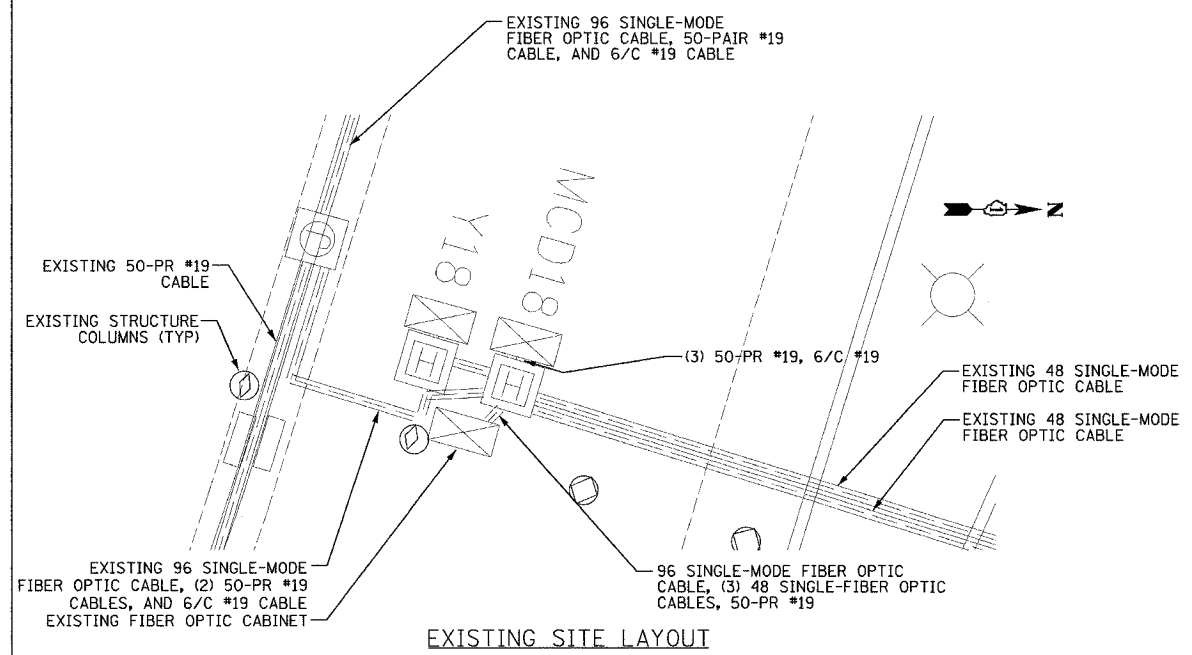 EXISTING 96 SINGLE-MODE
FIBER OPTIC CABLE, 50-PAIR #19
CABLE, AND 6/C #19 CABLE
MCD18
Y18
N
EXISTING 50-PR #19
CABLE
EXISTING STRUCTURE
COLUMNS (TYP)
H
H
(3) 50-PR #19, 6/C #19
EXISTING 48 SINGLE-MODE
FIBER OPTIC CABLE
EXISTING 48 SINGLE-MODE
FIBER OPTIC CABLE
EXISTING 96 SINGLE-MODE
FIBER OPTIC CABLE, (2) 50-PR #19
CABLES, AND 6/C #19 CABLE
EXISTING FIBER OPTIC CABINET
96 SINGLE-MODE FIBER OPTIC
CABLE, (3) 48 SINGLE-FIBER OPTIC
CABLES, 50-PR #19
EXISTING SITE LAYOUT